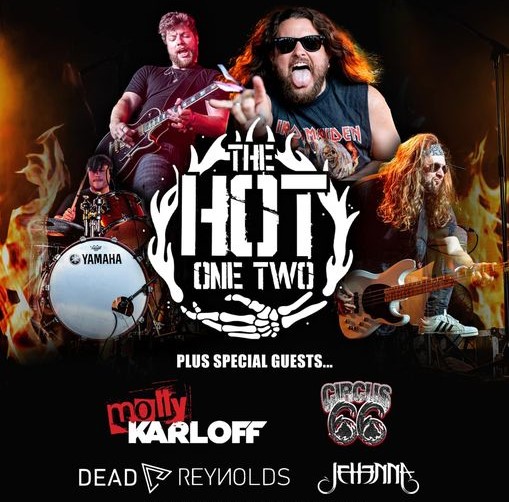 IRON MAIDEN
THE
HOT
ONE TWO
YAMAHA
PLUS SPECIAL GUESTS...
molly
KARLOFF
CIRCUS
66
DEAD REYNOLDS
JEHANNA